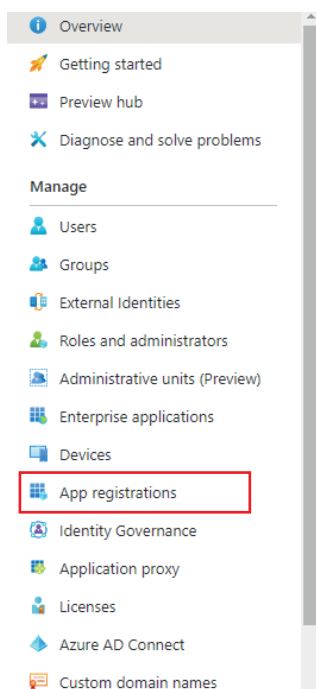 Overview
Getting started
Preview hub
Diagnose and solve problems
Manage
Users
Groups
External Identities
Roles and administrators
Administrative units (Preview)
Enterprise applications
Devices
App registrations
Identity Governance
Application proxy
Licenses
Azure AD Connect
Custom domain names